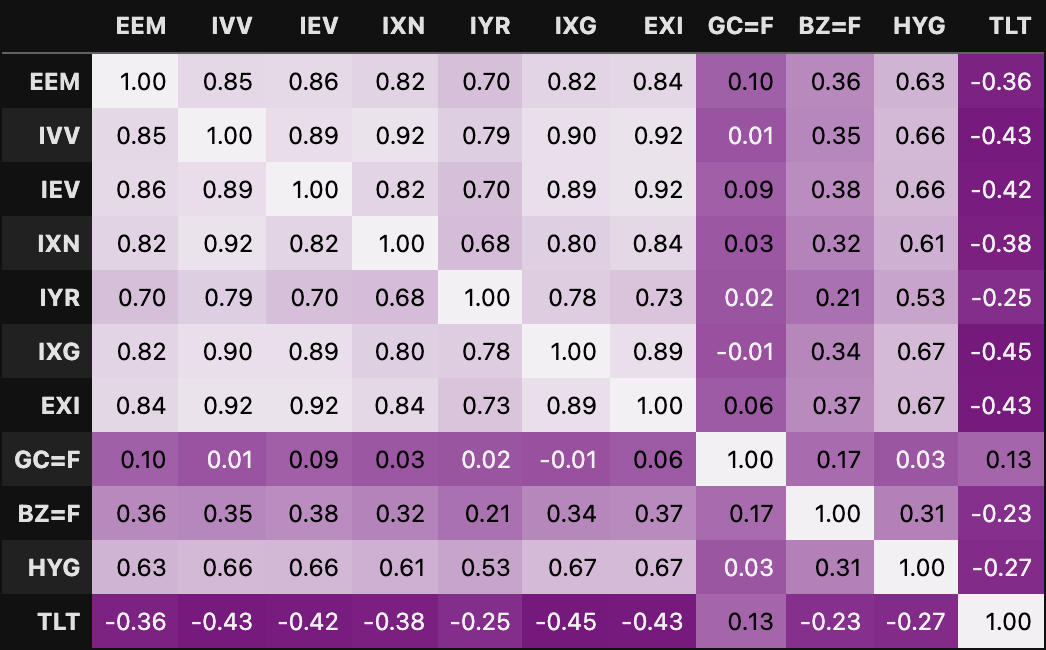 EEM IVV IEV IXN IYR IXG EXI GC=F BZ=F HYG TLT
EEM 1.00 0.85 0.86 0.82 0.70 0.82 0.84 0.10 0.36 0.63 -0.36
IVV 0.85 1.00 0.89 0.92 0.79 0.90 0.92 0.01 0.35 0.66 -0.43
IEV 0.86 0.89 1.00 0.82 0.70 0.89 0.92 0.09 0.38 0.66 -0.42
IXN 0.82 0.92 0.82 1.00 0.68 0.80 0.84 0.03 0.32 0.61 -0.38
IYR 0.70 0.79 0.70 0.68 1.00 0.78 0.73 0.02 0.21 0.53 -0.25
IXG 0.82 0.90 0.89 0.80 0.78 1.00 0.89 -0.01 0.34 0.67 -0.45
EXI 0.84 0.92 0.92 0.84 0.73 0.89 1.00 0.06 0.37 0.67 -0.43
GC=F 0.10 0.01 0.09 0.03 0.02 -0.01 0.06 1.00 0.17 0.03 0.13
BZ=F 0.36 0.35 0.38 0.32 0.21 0.34 0.37 0.17 1.00 0.31 -0.23
HYG 0.63 0.66 0.66 0.61 0.53 0.67 0.67 0.03 0.31 1.00 -0.27
TLT -0.36 -0.43 -0.42 -0.38 -0.25 -0.45 -0.43 0.13 -0.23 -0.27 1.00